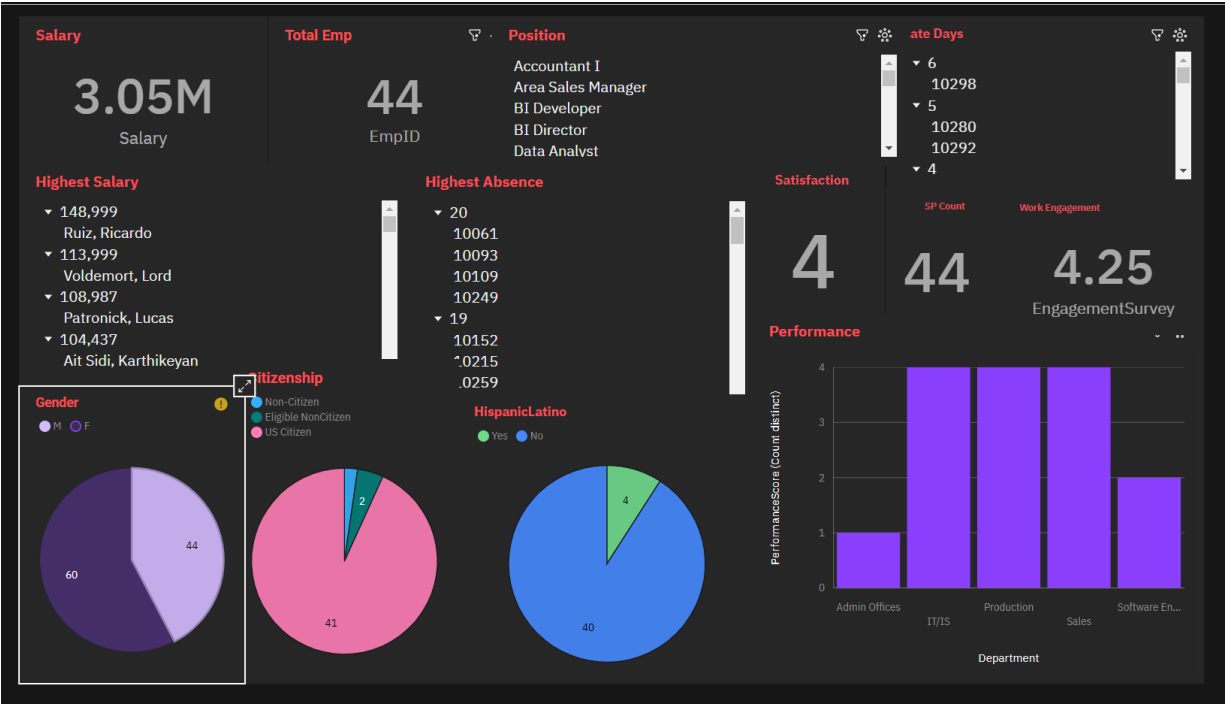 Salary
3.05M
Salary
Total Emp
44
EmpID
Position
Accountant I
Area Sales Manager
BI Developer
BI Director
Data Analyst
ate Days
6
10298
5
10280
10292
4
Highest Salary
148,999
Ruiz, Ricardo
113,999
Voldemort, Lord
108,987
Patronick, Lucas
104,437
Ait Sidi, Karthikeyan
Highest Absence
20
10061
10093
10109
10249
19
10152
.0215
.0259
Satisfaction
4
SP Count
44
Work Engagement
4.25
EngagementSurvey
Gender
M F
44
60
Citizenship
Non-Citizen
Eligible NonCitizen
US Citizen
2
41
HispanicLatino
Yes No
4
40
Performance
PerformanceScore (Count distinct)
4
3
2
1
0
Admin Offices
IT/IS
Production
Sales
Software En...
Department